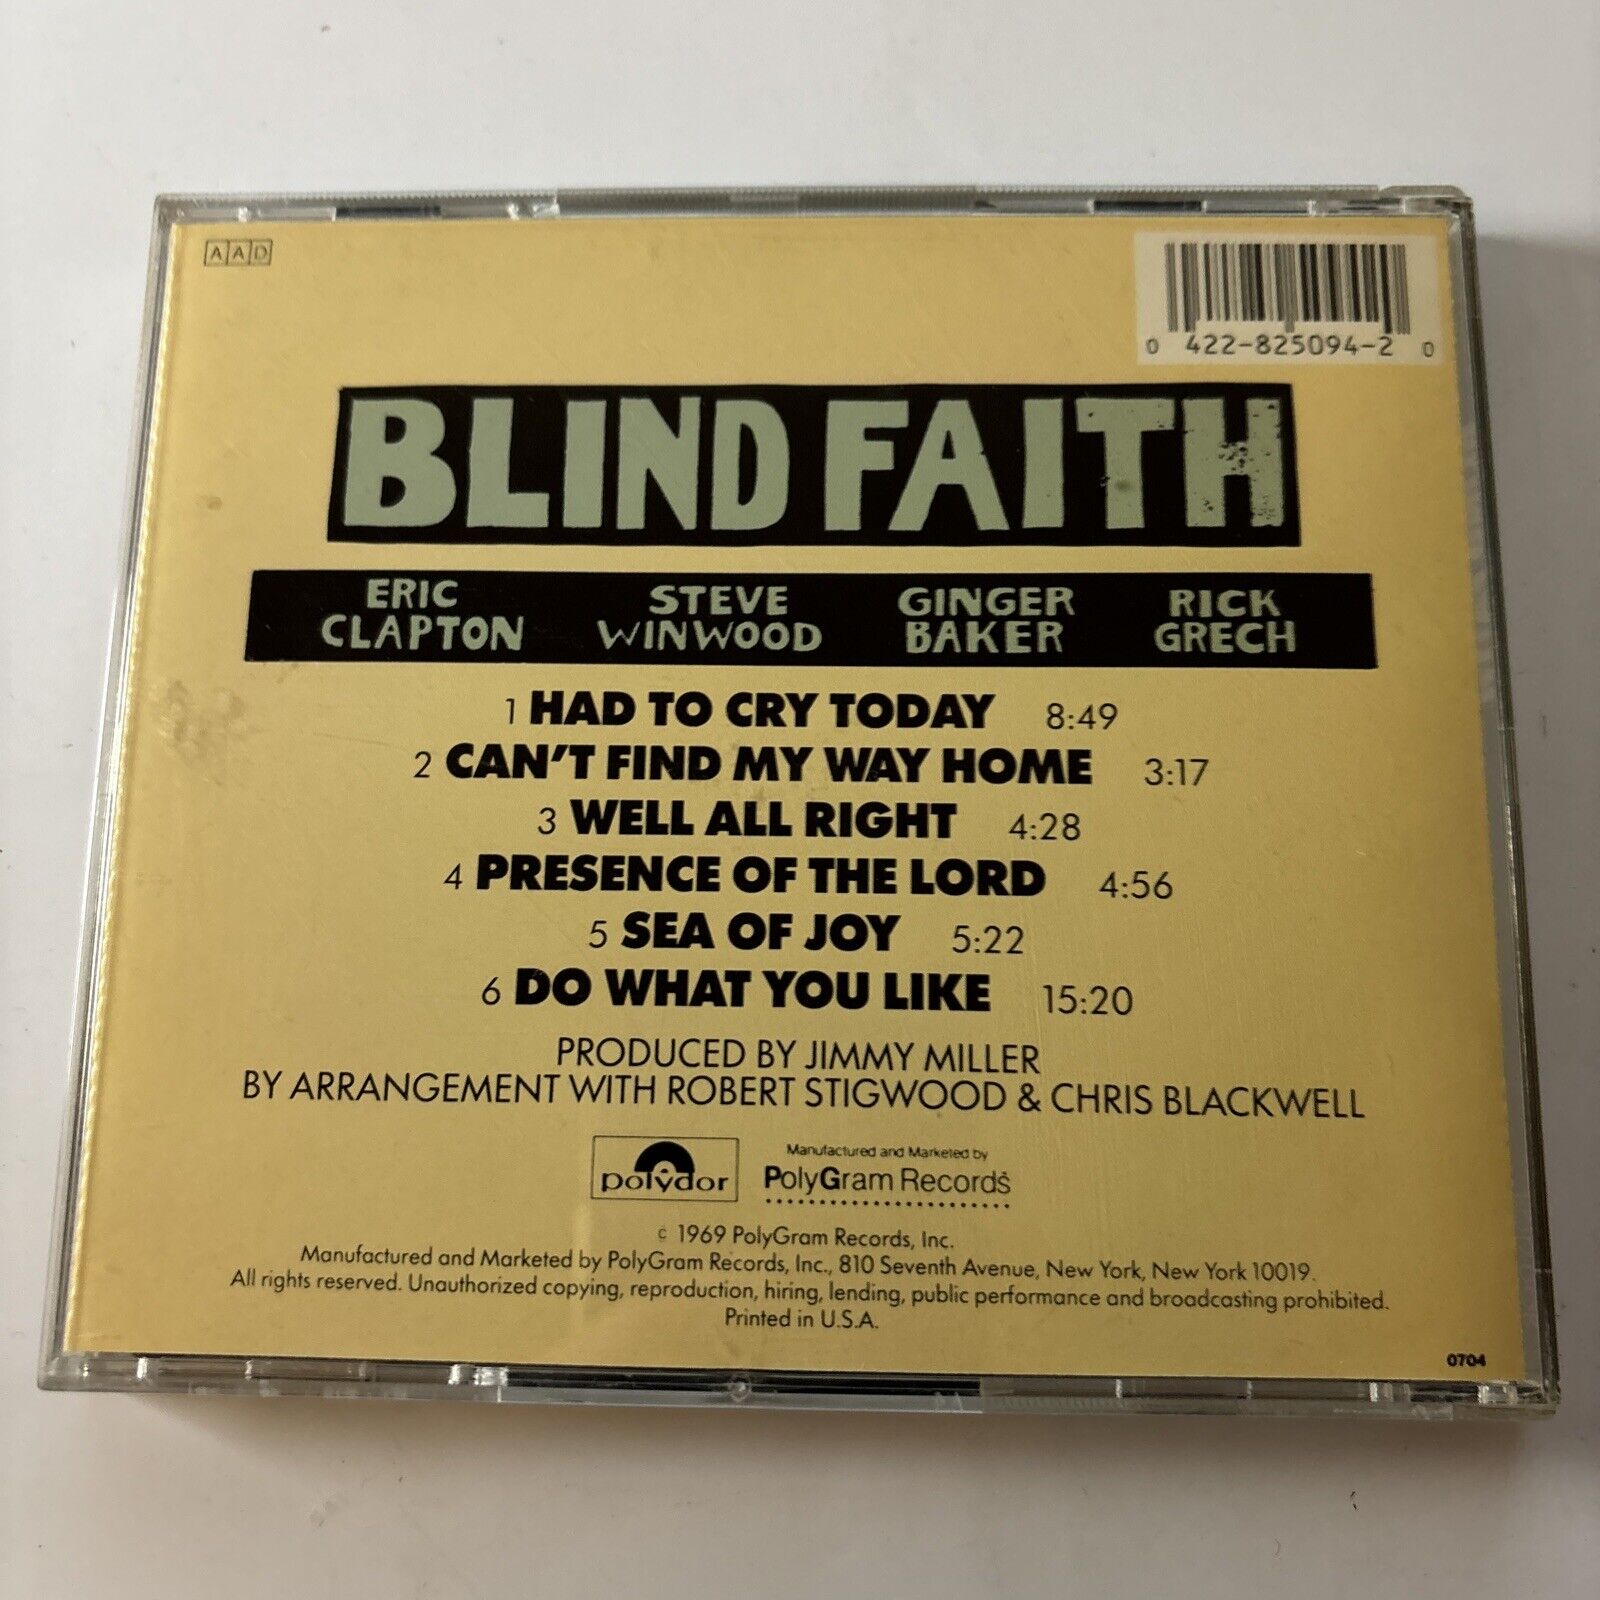 AAD
0 422-825094-2 0
BLIND FAITH
ERIC CLAPTON
STEVE WINWOOD
GINGER BAKER
RICK GRECH
1 HAD TO CRY TODAY 8:49
2 CAN'T FIND MY WAY HOME 3:17
3 WELL ALL RIGHT 4:28
4 PRESENCE OF THE LORD 4:56
5 SEA OF JOY 5:22
6 DO WHAT YOU LIKE 15:20
PRODUCED BY JIMMY MILLER
BY ARRANGEMENT WITH ROBERT STIGWOOD & CHRIS BLACKWELL
polydor
Manufactured and Marketed by
PolyGram Records
© 1969 PolyGram Records, Inc.
Manufactured and Marketed by PolyGram Records, Inc., 810 Seventh Avenue, New York, New York 10019.
All rights reserved. Unauthorized copying, reproduction, hiring, lending, public performance and broadcasting prohibited.
Printed in U.S.A.
0704